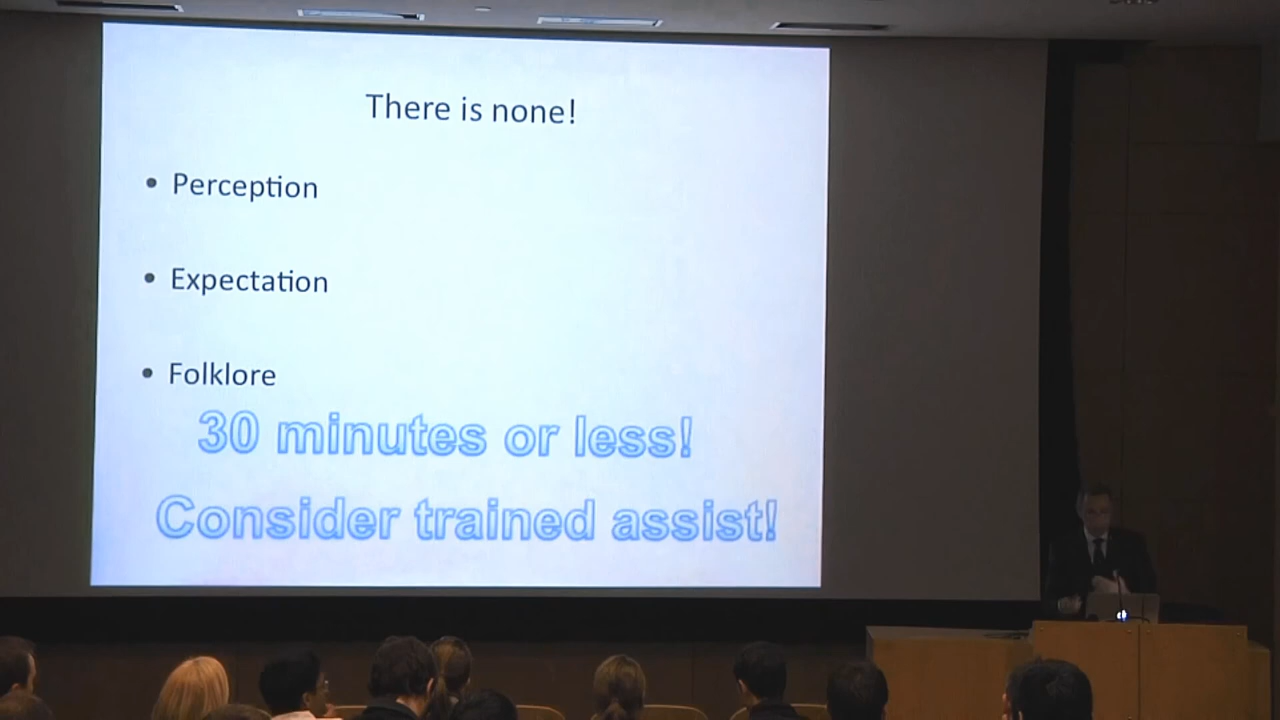 There is none!
• Perception
• Expectation
• Folklore
30 minutes or less!
Consider trained assist!